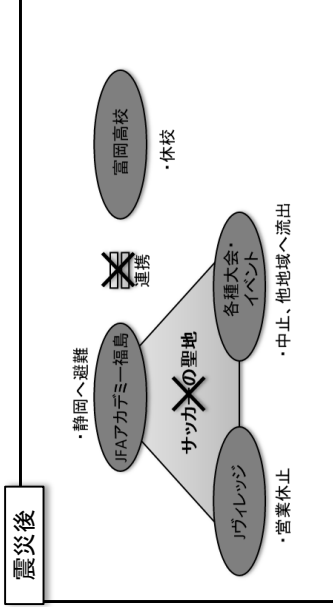 震災後
・静岡へ避難
JFAアカデミー福島
連携
富岡高校
・休校
サッカーの聖地
Jヴィレッジ
・営業休止
各種大会・
イベント
・中止、他地域へ流出